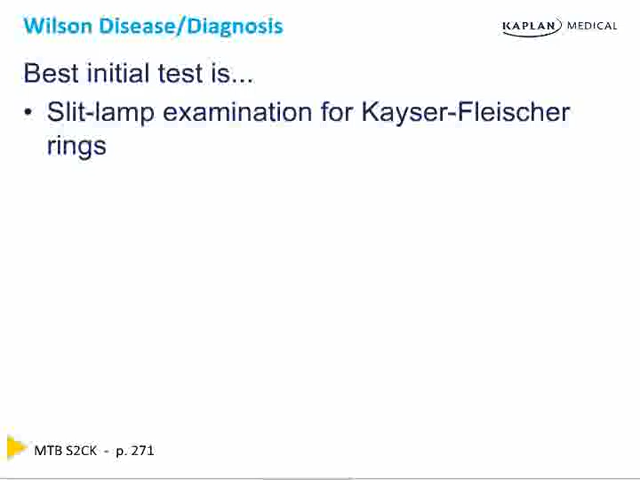 Wilson Disease/Diagnosis
KAPLAN MEDICAL
Best initial test is...
• Slit-lamp examination for Kayser-Fleischer
rings
MTB S2CK - p. 271